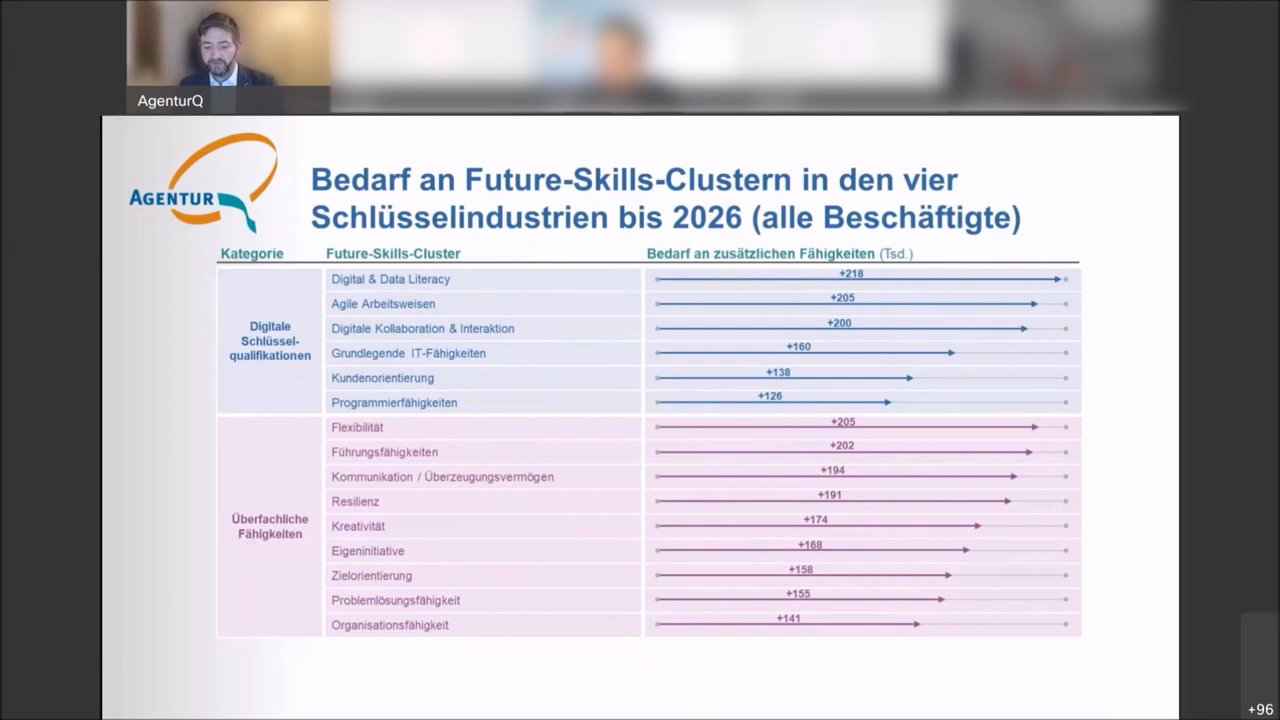 AgenturQ
AGENTUR
Bedarf an Future-Skills-Clustern in den vier
Schlüsselindustrien bis 2026 (alle Beschäftigte)
Kategorie Future-Skills-Cluster Bedarf an zusätzlichen Fähigkeiten (Tsd.)
Digitale
Schlüssel-
qualifikationen
Digital & Data Literacy +218
Agile Arbeitsweisen +205
Digitale Kollaboration & Interaktion +200
Grundlegende IT-Fähigkeiten +160
Kundenorientierung +138
Programmierfähigkeiten +126
Überfachliche
Fähigkeiten
Flexibilität +205
Führungsfähigkeiten +202
Kommunikation / Überzeugungsvermögen +194
Resilienz +191
Kreativität +174
Eigeninitiative +168
Zielorientierung +158
Problemlösungsfähigkeit +155
Organisationsfähigkeit +141
+96